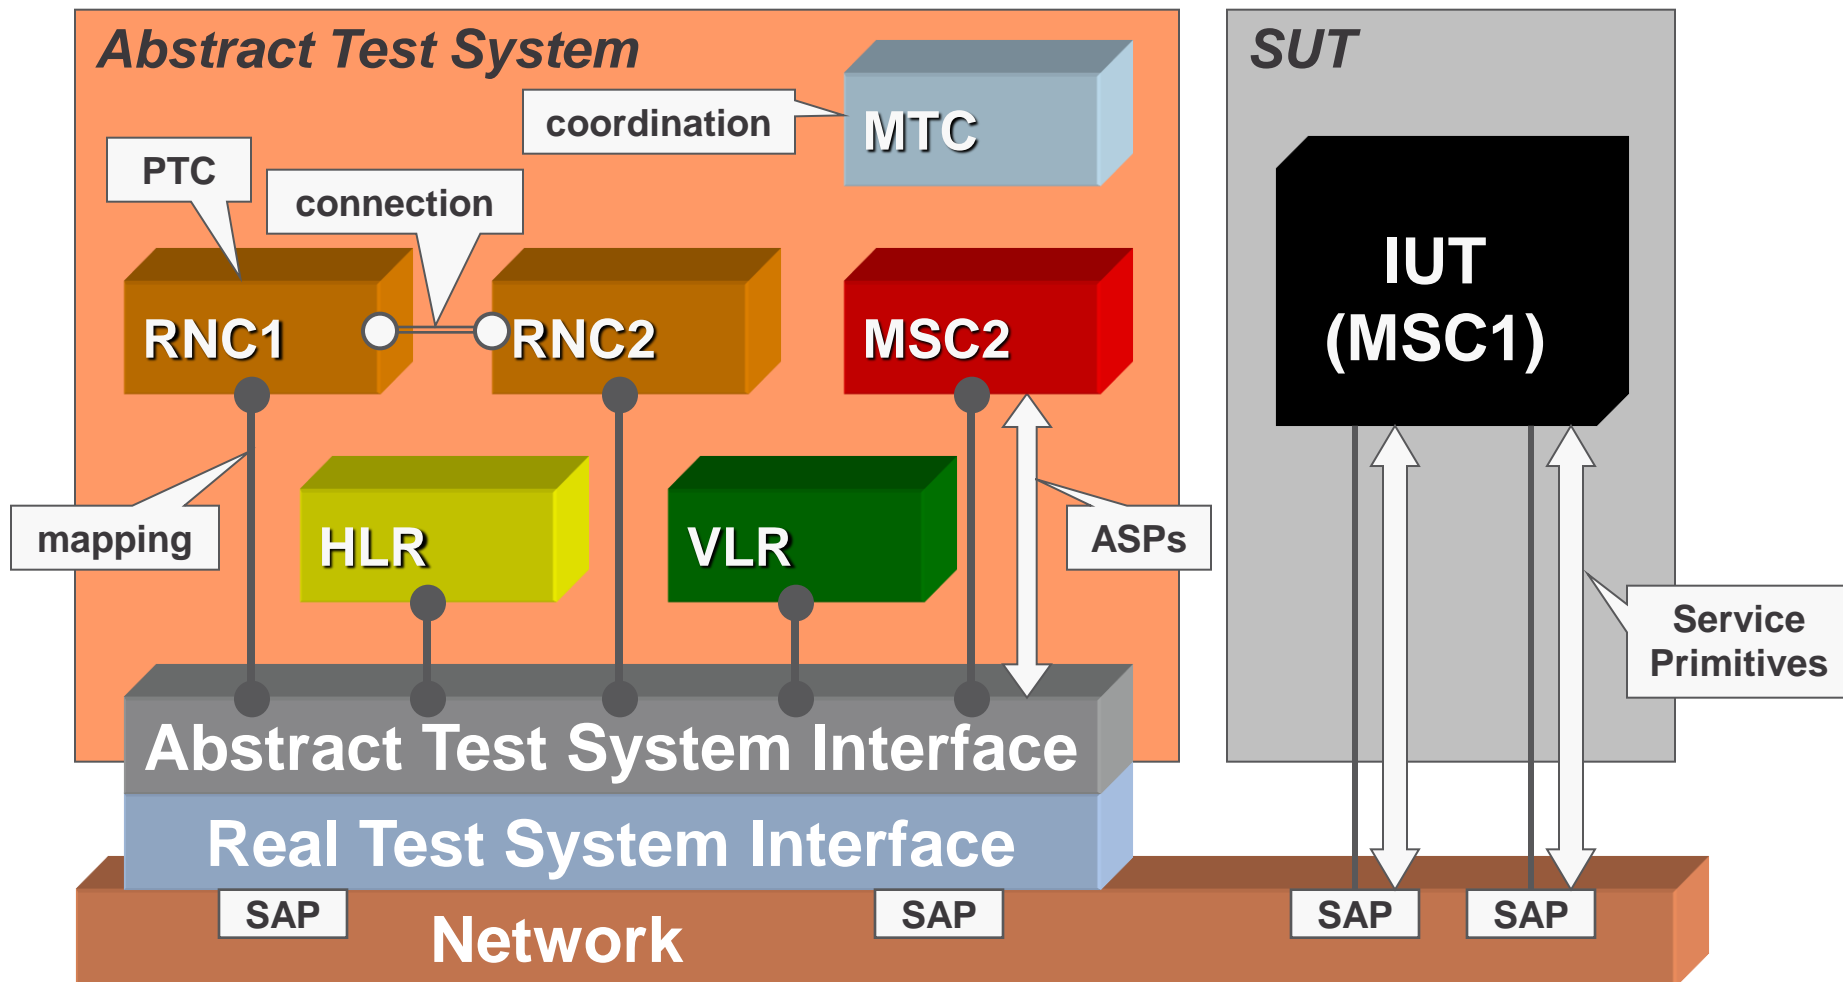 Abstract Test System
SUT
coordination
MTC
PTC
connection
IUT
(MSC1)
RNC1
RNC2
MSC2
mapping
HLR
VLR
ASPs
Service
Primitives
Abstract Test System Interface
Real Test System Interface
SAP
SAP
SAP
SAP
Network